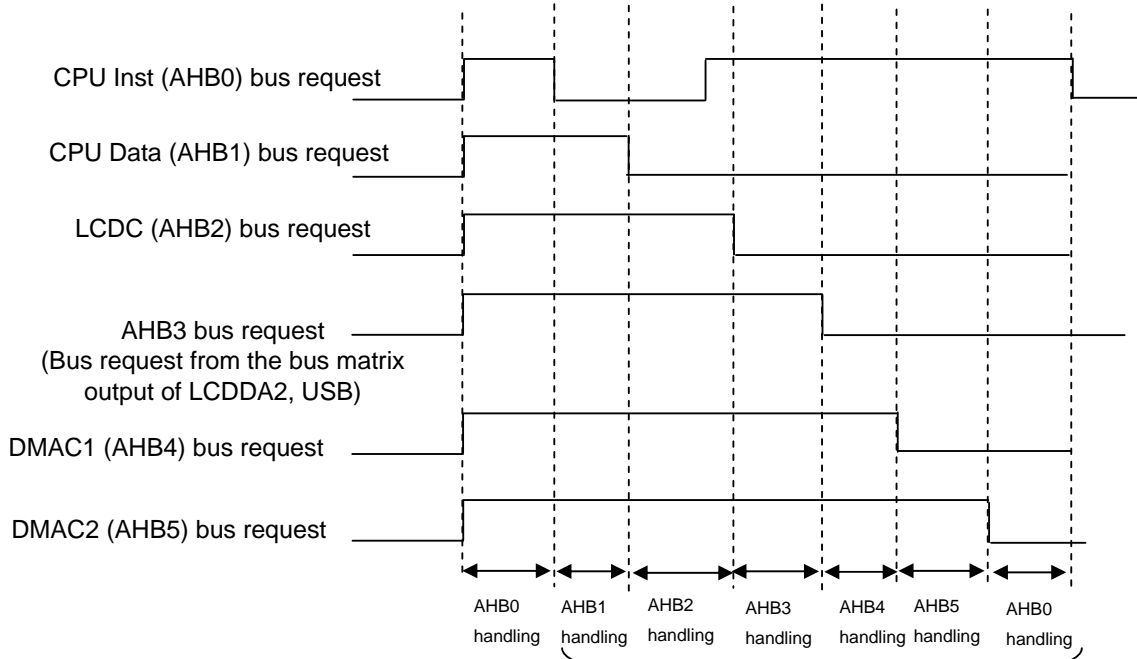 CPU Inst (AHB0) bus request
CPU Data (AHB1) bus request
LCDC (AHB2) bus request
AHB3 bus request
(Bus request from the bus matrix
output of LCDDA2, USB)
DMAC1 (AHB4) bus request
DMAC2 (AHB5) bus request
AHB0 handling
AHB1 handling
AHB2 handling
AHB3 handling
AHB4 handling
AHB5 handling
AHB0 handling